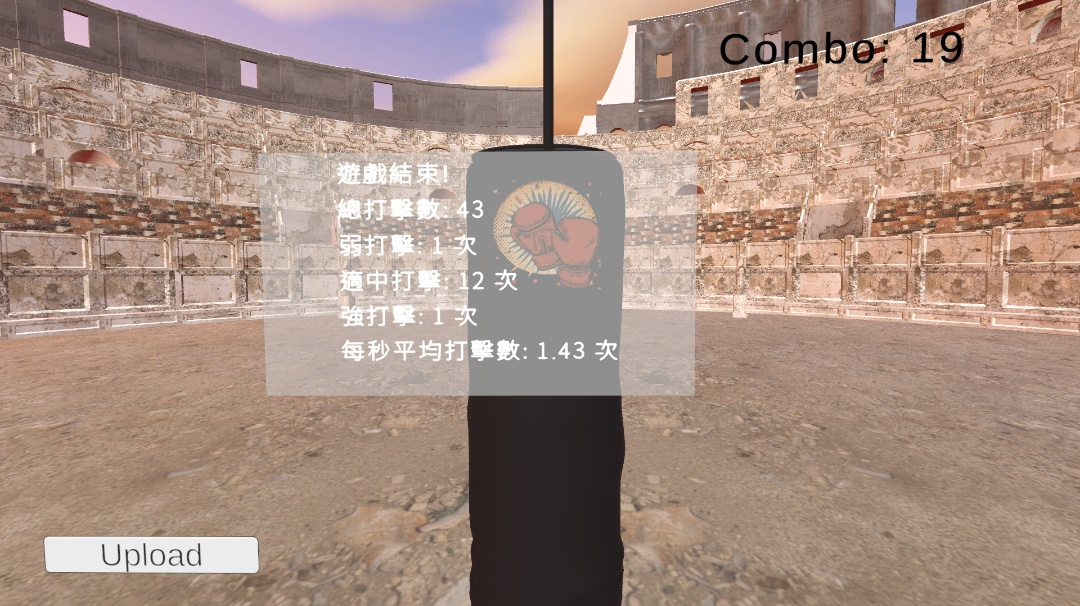 Combo: 19
遊戲結束!
總打擊數: 43
弱打擊: 1 次
適中打擊: 12 次
強打擊: 1 次
每秒平均打擊數: 1.43 次
Upload